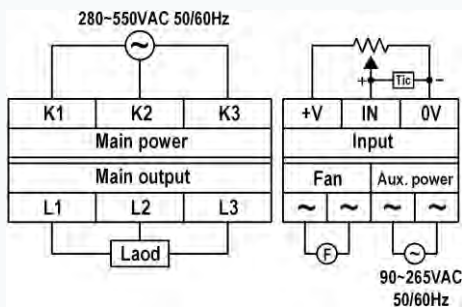 280~550VAC 50/60Hz
~
+ Tic −
K1 K2 K3
+V IN 0V
Main power
Input
Main output
Fan Aux. power
L1 L2 L3
~ ~ ~ ~
Laod
F ~
90~265VAC
50/60Hz